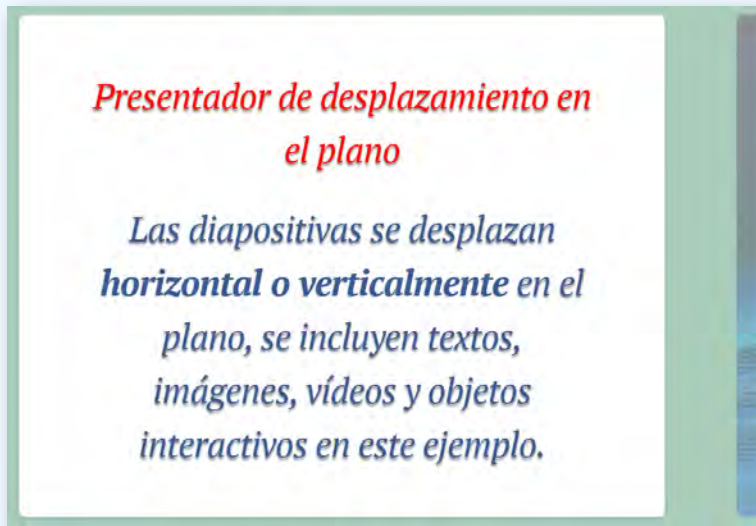 Presentador de desplazamiento en
el plano
Las diapositivas se desplazan
horizontal o verticalmente en el
plano, se incluyen textos,
imágenes, vídeos y objetos
interactivos en este ejemplo.